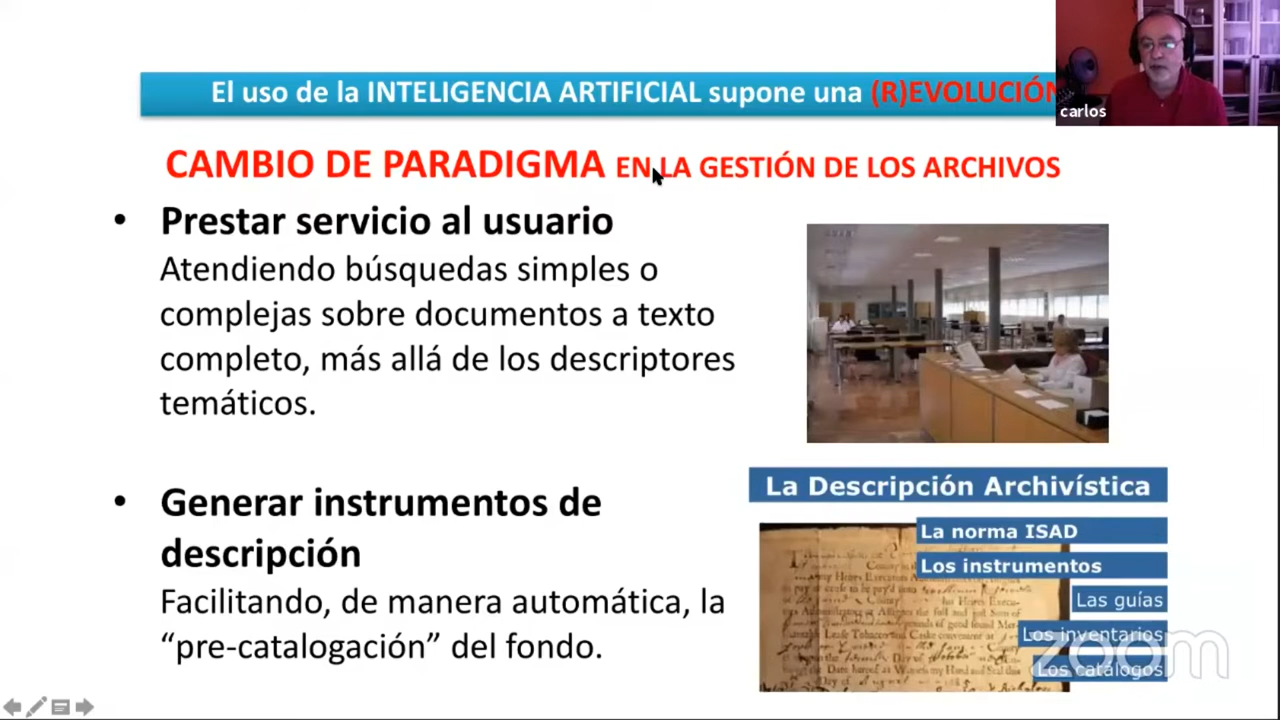 El uso de la INTELIGENCIA ARTIFICIAL supone una (R)EVOLUCIÓN
carlos
CAMBIO DE PARADIGMA EN LA GESTIÓN DE LOS ARCHIVOS
• Prestar servicio al usuario
Atendiendo búsquedas simples o
complejas sobre documentos a texto
completo, más allá de los descriptores
temáticos.
• Generar instrumentos de
descripción
Facilitando, de manera automática, la
“pre-catalogación” del fondo.
La Descripción Archivística
La norma ISAD
Los instrumentos
Las guías
Los inventarios
Los catálogos
zoom